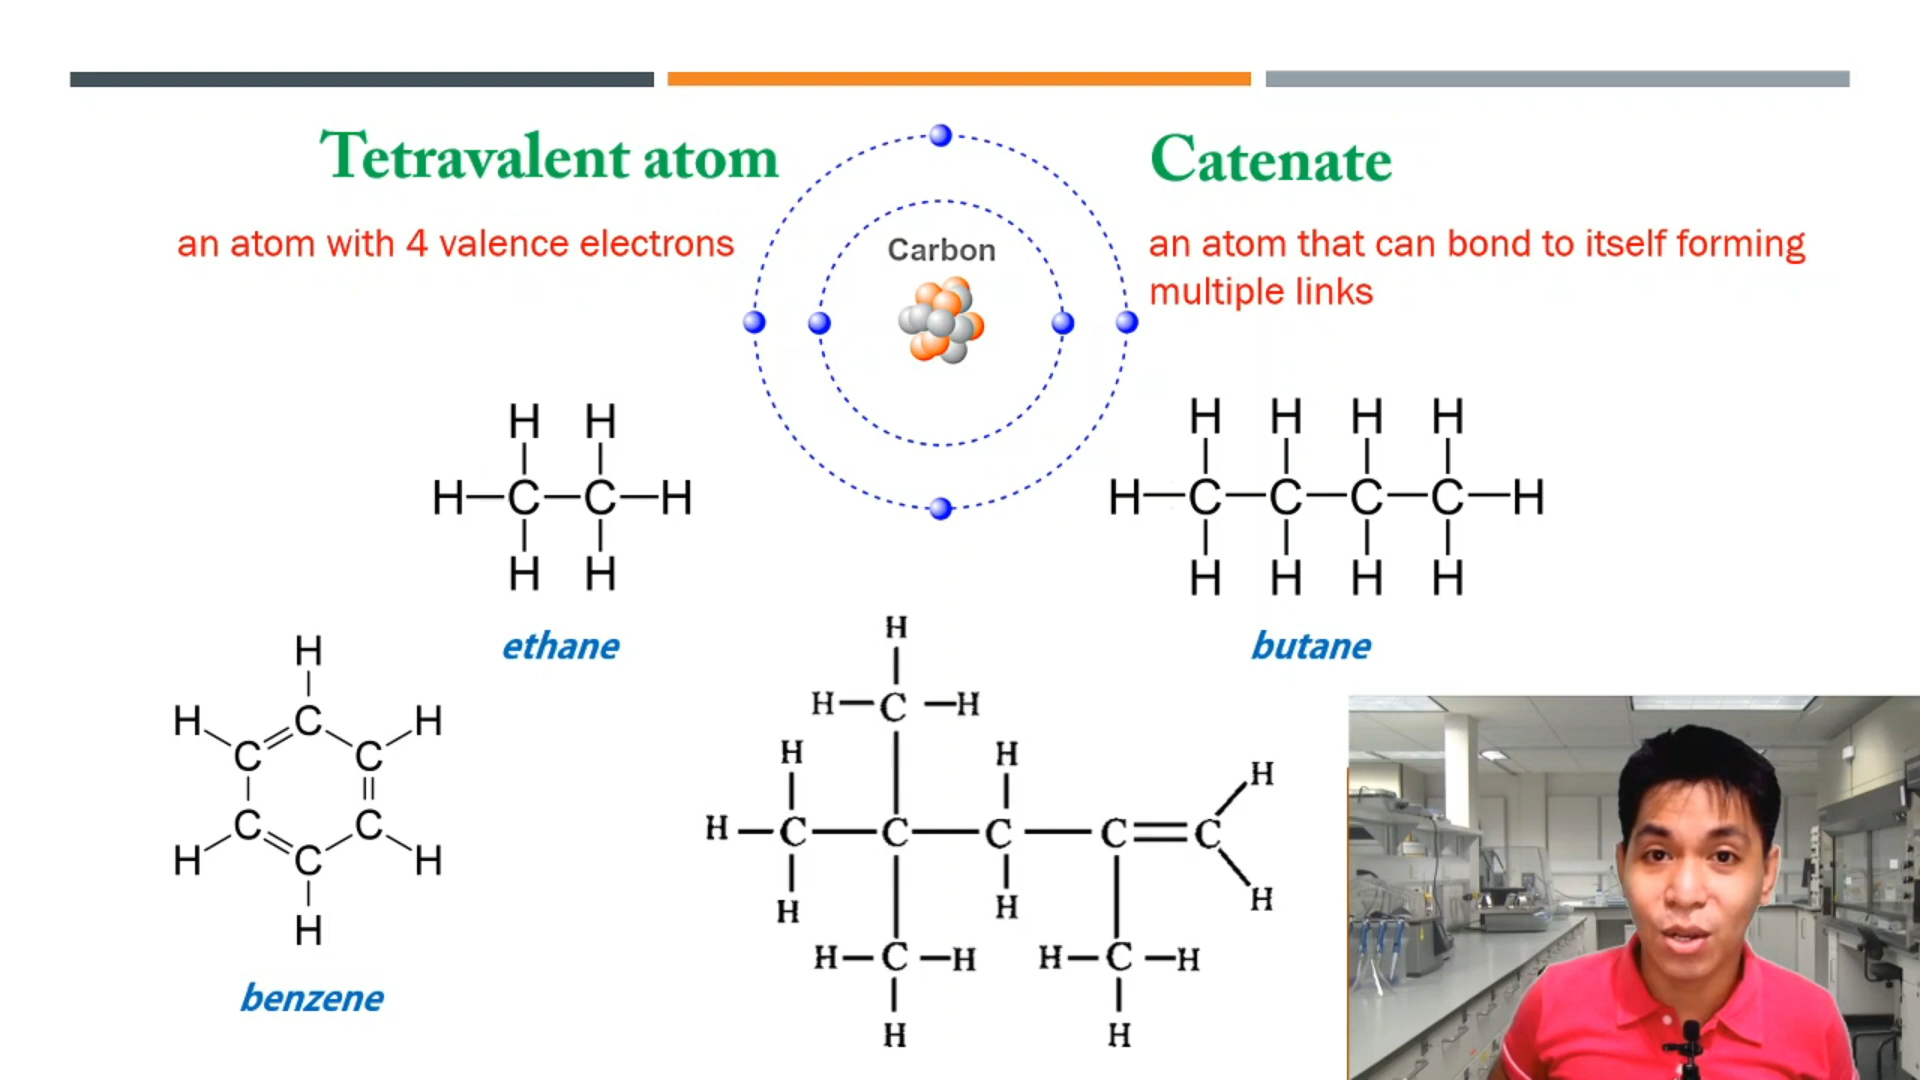 Tetravalent atom
an atom with 4 valence electrons
Carbon
Catenate
an atom that can bond to itself forming
multiple links
H H
H C C H
H H
ethane
H H H H
H C C C C H
H H H H
butane
H
H C H
C C
C C
H C H
H
benzene
H
H C H
H H H
H C C C C C
H H H
H C H H C H
H H